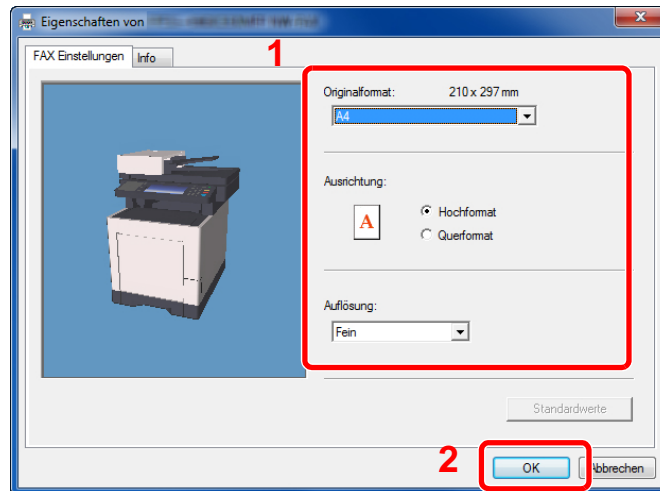 Eigenschaften von
FAX Einstellungen Info
1
Originalformat: 210 x 297 mm
A4
Ausrichtung:
A
Hochformat
Querformat
Auflösung:
Fein
Standardwerte
2
OK Abbrechen